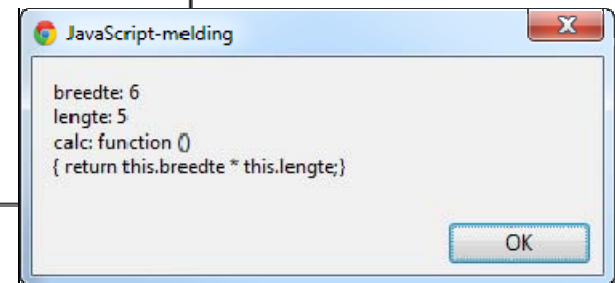 JavaScript-melding
breedte: 6
lengte: 5
calc: function ()
{ return this.breedte * this.lengte;}
OK